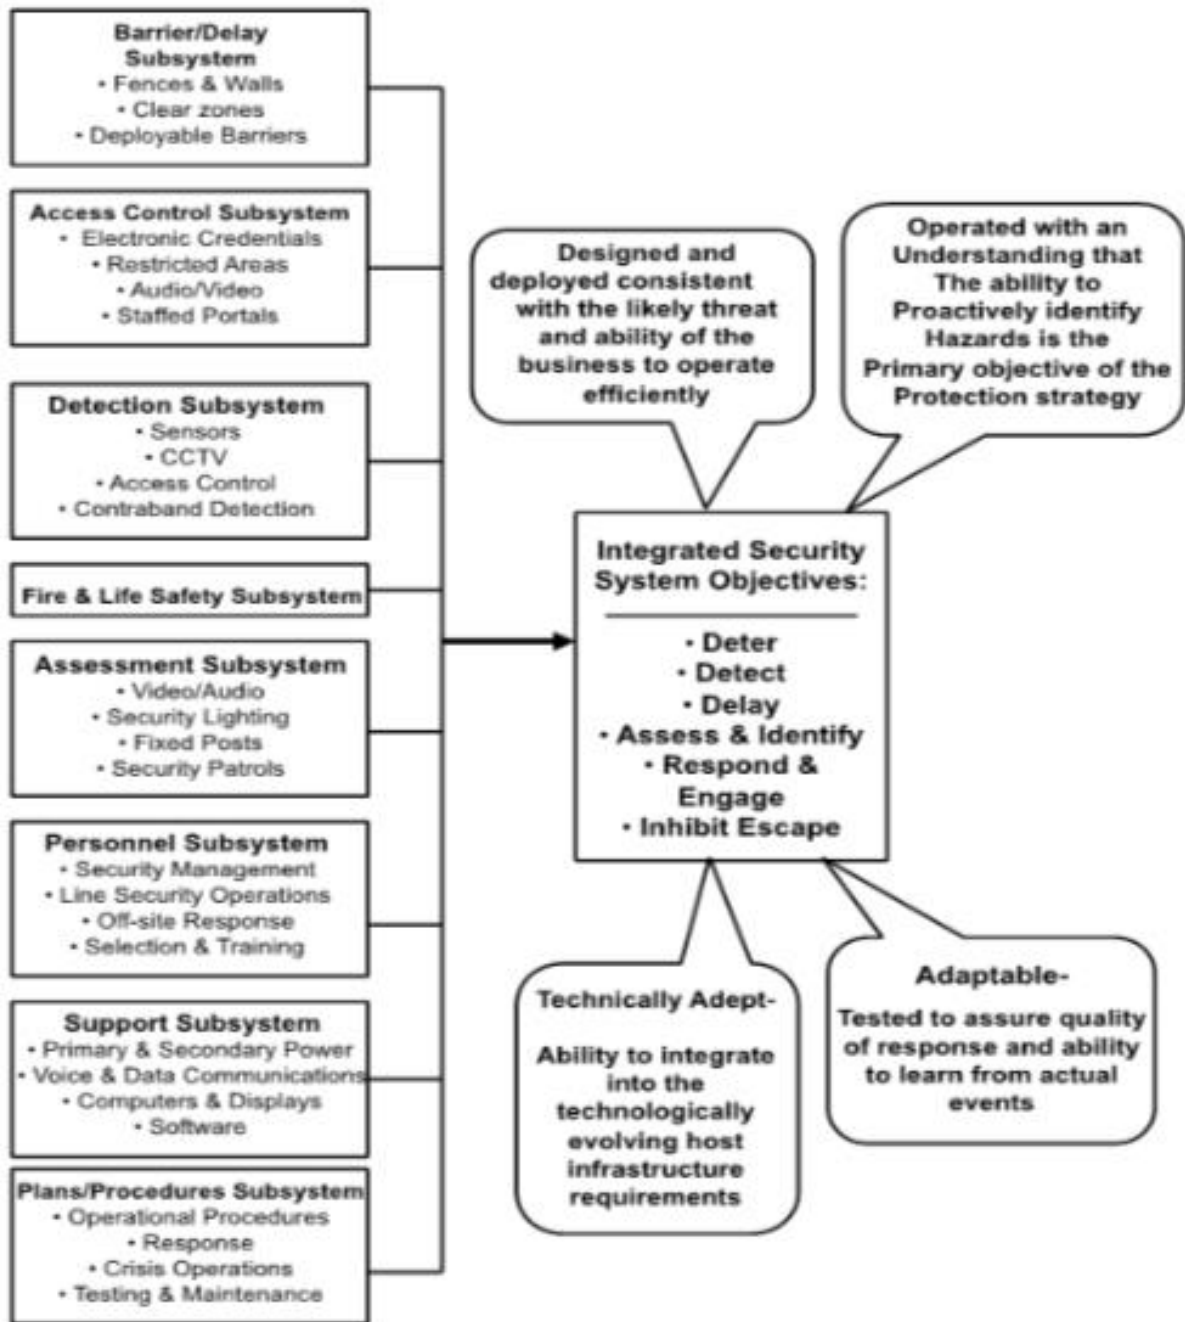 Barrier/Delay
Subsystem
• Fences & Walls
• Clear zones
• Deployable Barriers
Access Control Subsystem
• Electronic Credentials
• Restricted Areas
• Audio/Video
• Staffed Portals
Detection Subsystem
• Sensors
• CCTV
• Access Control
• Contraband Detection
Fire & Life Safety Subsystem
Assessment Subsystem
• Video/Audio
• Security Lighting
• Fixed Posts
• Security Patrols
Personnel Subsystem
• Security Management
• Line Security Operations
• Off-site Response
• Selection & Training
Support Subsystem
• Primary & Secondary Power
• Voice & Data Communications
• Computers & Displays
• Software
Plans/Procedures Subsystem
• Operational Procedures
• Response
• Crisis Operations
• Testing & Maintenance
Designed and
deployed consistent
with the likely threat
and ability of the
business to operate
efficiently
Operated with an
Understanding that
The ability to
Proactively identify
Hazards is the
Primary objective of the
Protection strategy
Integrated Security
System Objectives:
• Deter
• Detect
• Delay
• Assess & Identify
• Respond &
Engage
• Inhibit Escape
Technically Adept-
Ability to integrate
into the
technologically
evolving host
infrastructure
requirements
Adaptable-
Tested to assure quality
of response and ability
to learn from actual
events